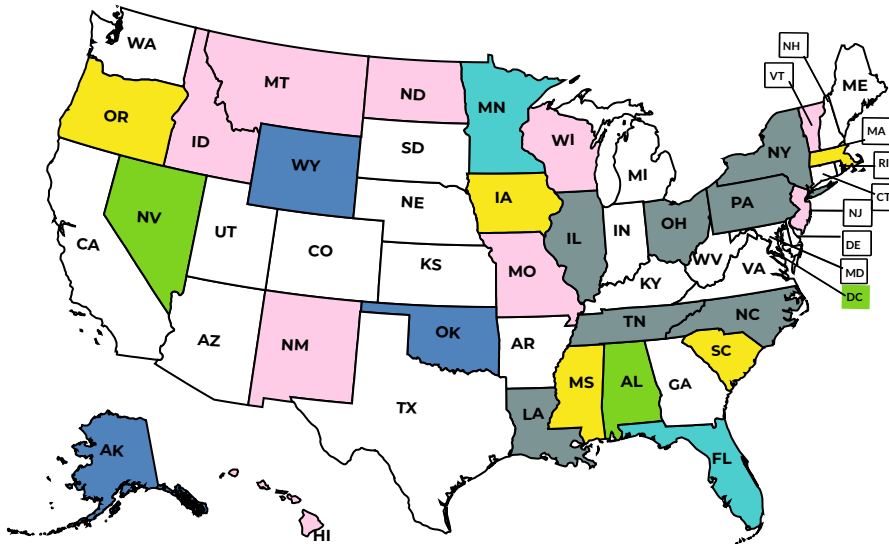 WA
MT
ND
MN
OR
ID
WY
SD
WI
MI
NH
VT
ME
MA
NY
RI
CT
NV
UT
CO
NE
IA
IL
IN
OH
PA
NJ
DE
MD
DC
CA
KS
MO
KY
WV
VA
AZ
NM
OK
AR
TN
NC
SC
TX
LA
MS
AL
GA
FL
AK
HI